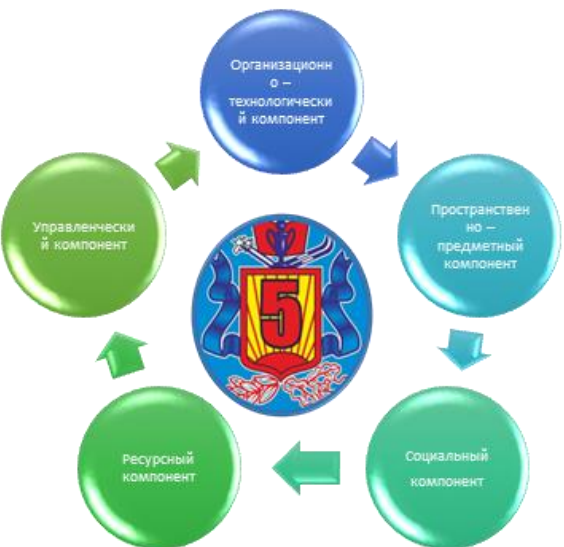 Организационн
о –
технологически
й компонент
Пространствен
но –
предметный
компонент
Социальный
компонент
Ресурсный
компонент
Управленчески
й компонент
5